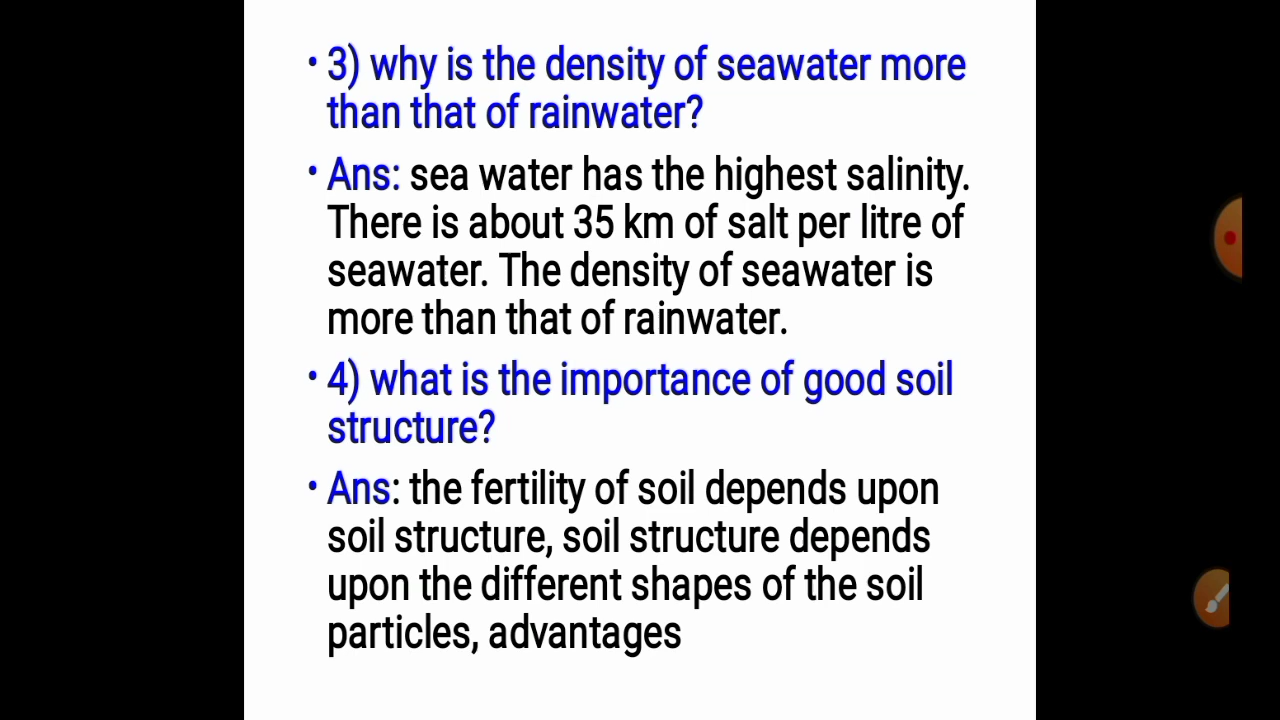 • 3) why is the density of seawater more
than that of rainwater?
• Ans: sea water has the highest salinity.
There is about 35 km of salt per litre of
seawater. The density of seawater is
more than that of rainwater.
• 4) what is the importance of good soil
structure?
• Ans: the fertility of soil depends upon
soil structure, soil structure depends
upon the different shapes of the soil
particles, advantages